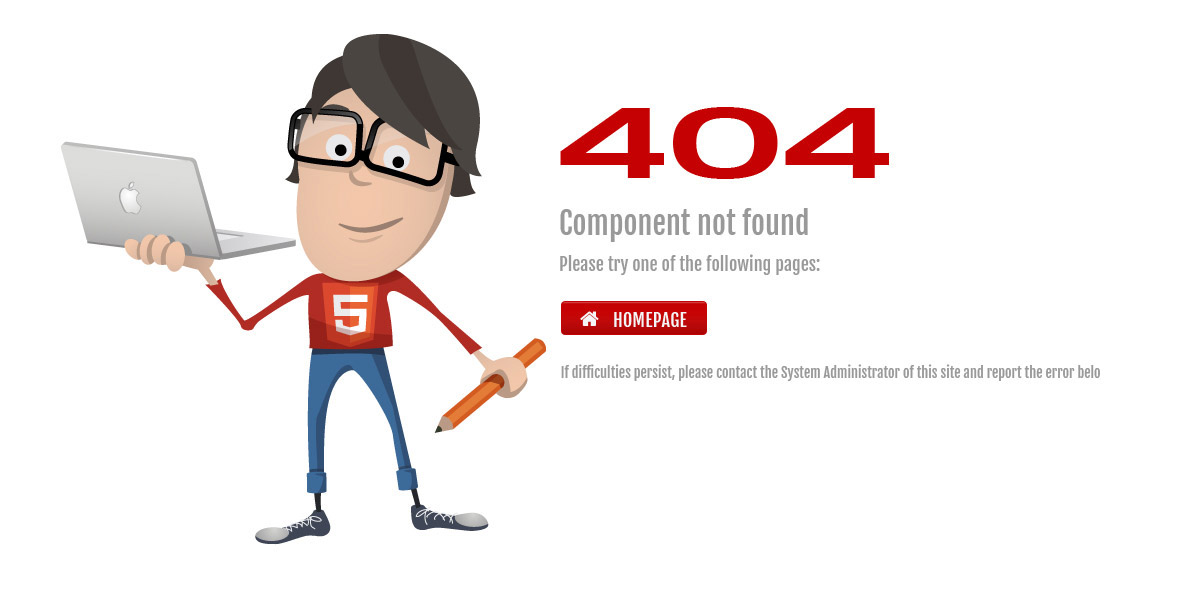 404
Component not found
Please try one of the following pages:
HOMEPAGE
If difficulties persist, please contact the System Administrator of this site and report the error belo